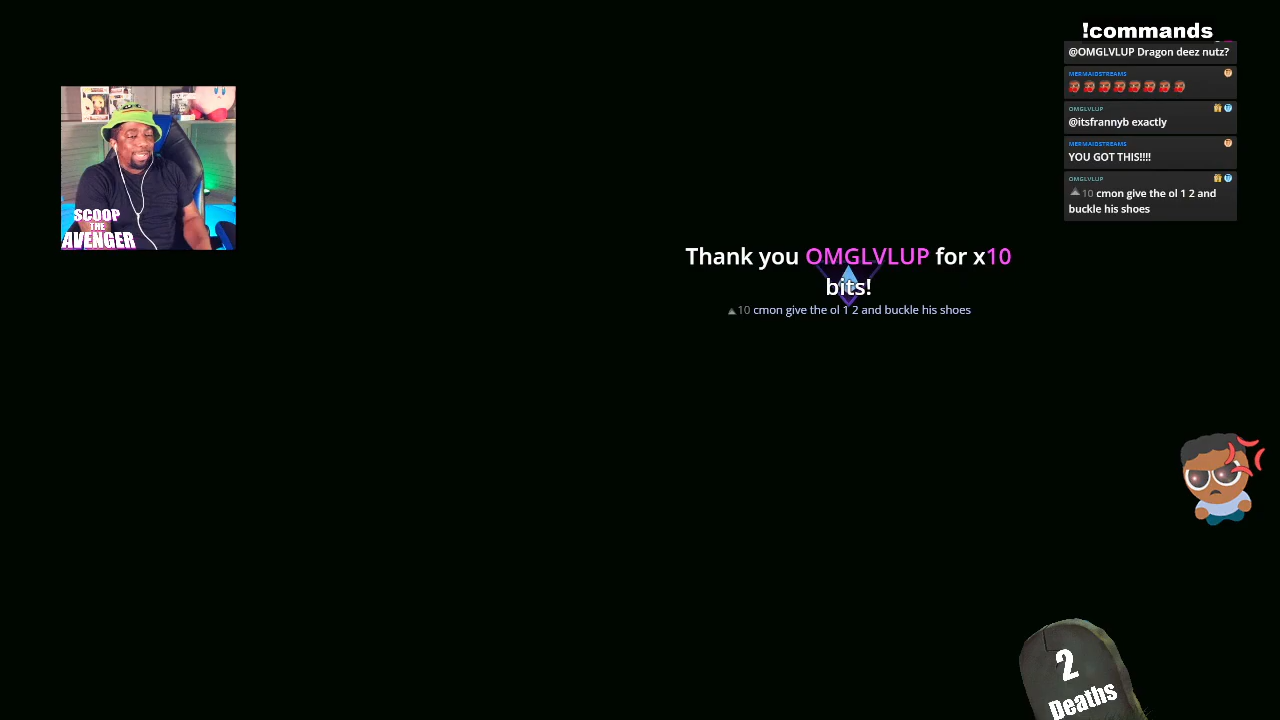 !commands
@OMGLVLUP Dragon deez nutz?
MERMAIDSTREAMS
OMGLVLUP
@itsfrannyb exactly
MERMAIDSTREAMS
YOU GOT THIS!!!!
OMGLVLUP
10 cmon give the ol 1 2 and
buckle his shoes
SCOOP
THE
AVENGER
Thank you OMGLVLUP for x10
bits!
10 cmon give the ol 1 2 and buckle his shoes
2
Deaths